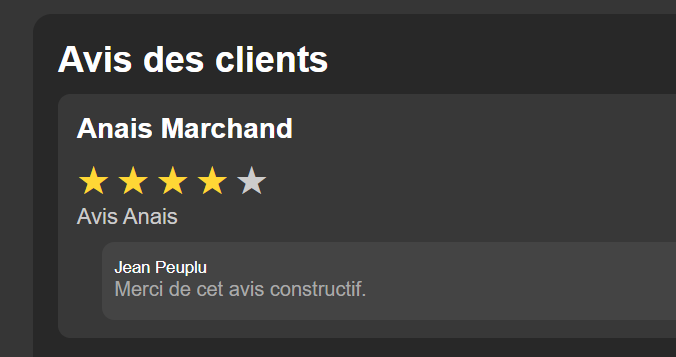 Avis des clients
Anais Marchand
Avis Anais
Jean Peuplu
Merci de cet avis constructif.